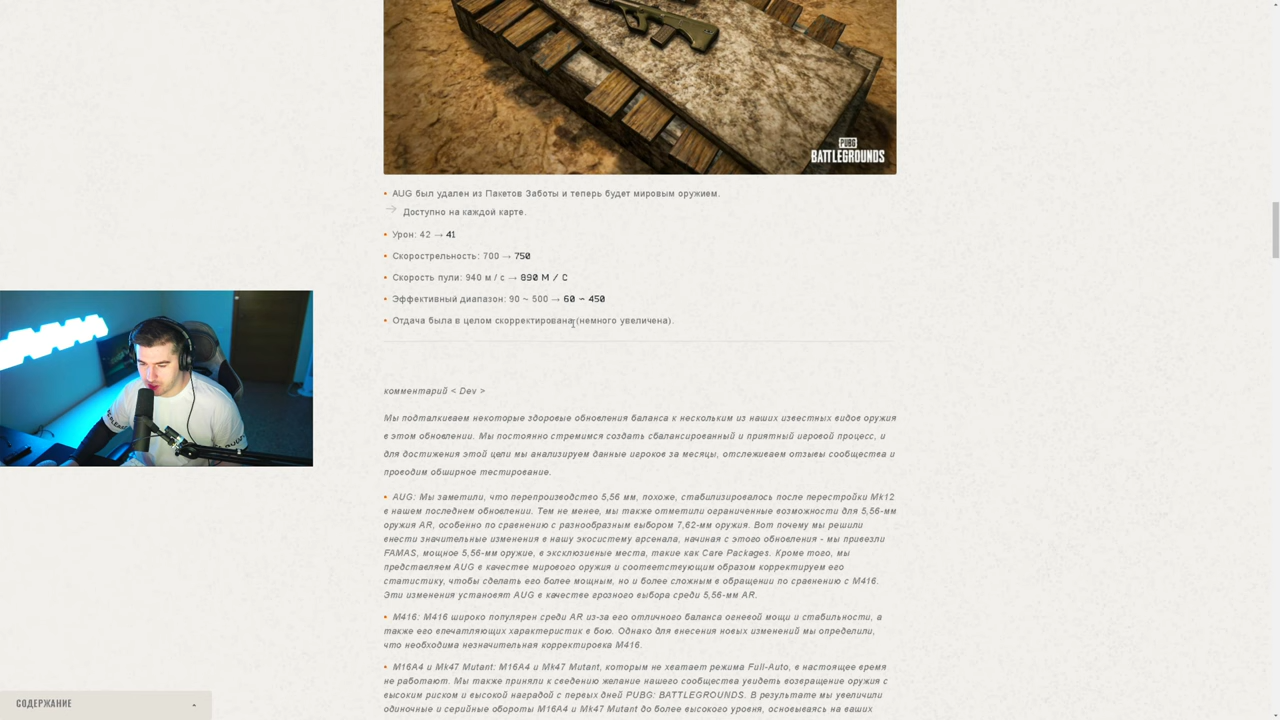 PUBG
BATTLEGROUNDS
AUG был удален из Пакетов Заботы и теперь будет мировым оружием.
→ Доступно на каждой карте.
Урон: 42 → 41
Скорострельность: 700 → 750
Скорость пули: 940 м / с → 890 М / С
Эффективный диапазон: 90 ~ 500 → 60 ~ 450
Отдача была в целом скорректирована (немного увеличена).
комментарий < Dev >
Мы подталкиваем некоторые здоровые обновления баланса к нескольким из наших известных видов оружия
в этом обновлении. Мы постоянно стремимся создать сбалансированный и приятный игровой процесс, и
для достижения этой цели мы анализируем данные игроков за месяцы, отслеживаем отзывы сообщества и
проводим обширное тестирование.
AUG: Мы заметили, что перепроизводство 5,56 мм, похоже, стабилизировалось после перестройки Mk12
в нашем последнем обновлении. Тем не менее, мы также отметили ограниченные возможности для 5,56-мм
оружия AR, особенно по сравнению с разнообразным выбором 7,62-мм оружия. Вот почему мы решили
внести значительные изменения в нашу экосистему арсенала, начиная с этого обновления - мы привезли
FAMAS, мощное 5,56-мм оружие, в эксклюзивные места, такие как Care Packages. Кроме того, мы
представляем AUG в качестве мирового оружия и соответствующим образом корректируем его
статистику, чтобы сделать его более мощным, но и более сложным в обращении по сравнению с M416.
Эти изменения установят AUG в качестве грозного выбора среди 5,56-мм AR.
M416: M416 широко популярен среди AR из-за его отличного баланса огневой мощи и стабильности, а
также его впечатляющих характеристик в бою. Однако для внесения новых изменений мы определили,
что необходима незначительная корректировка M416.
M16A4 и Mk47 Mutant: M16A4 и Mk47 Mutant, которым не хватает режима Full-Auto, в настоящее время
не работают. Мы также приняли к сведению желание нашего сообщества увидеть возвращение оружия с
высоким риском и высокой наградой с первых дней PUBG: BATTLEGROUNDS. В результате мы увеличили
одиночные и серийные обороты M16A4 и Mk47 Mutant до более высокого уровня, основываясь на ваших
СОДЕРЖАНИЕ